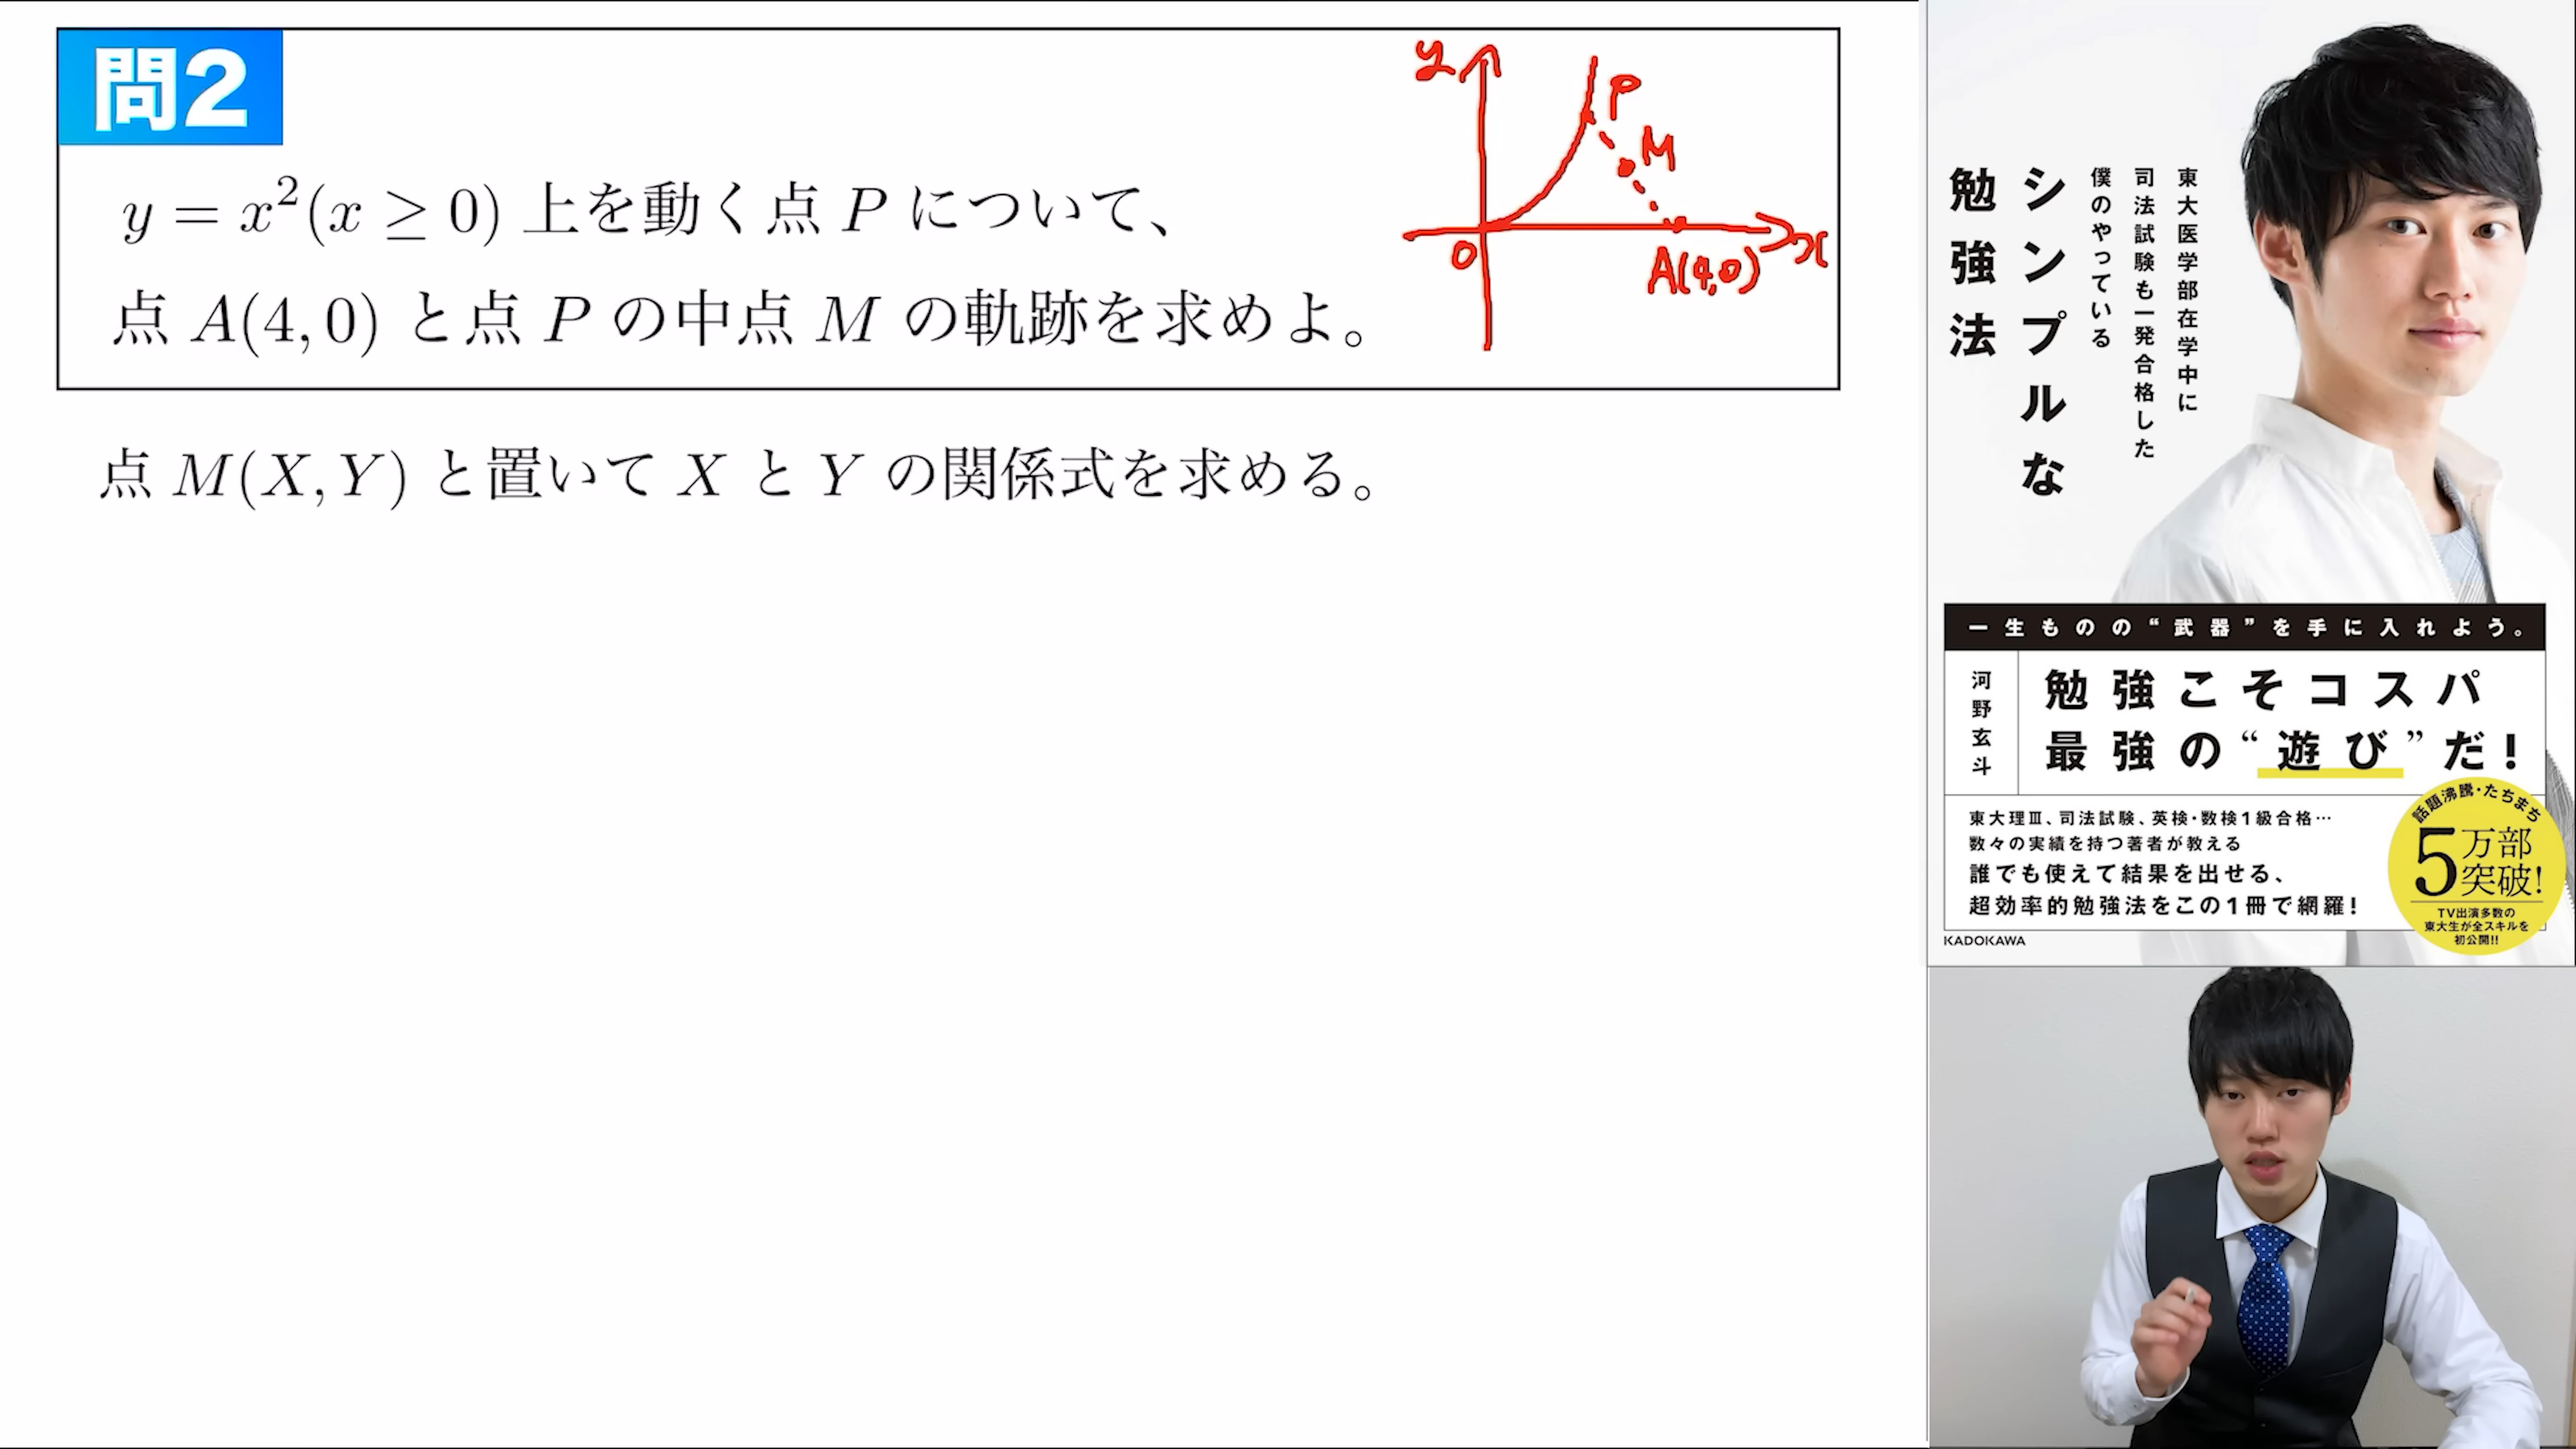 問2
y = x²(x ≥ 0) 上を動く点 P について、
点 A(4, 0) と点 P の中点 M の軌跡を求めよ。
y
P
M
O
A(4,0)
x
点 M(X, Y) と置いて X と Y の関係式を求める。
東大医学部在学中に
司法試験も一発合格した
僕のやっている
シンプルな
勉強法
一生ものの“武器”を手に入れよう。
河野玄斗
勉強こそコスパ
最強の“遊び”だ!
東大理Ⅲ、司法試験、英検・数検1級合格…
数々の実績を持つ著者が教える
誰でも使えて結果を出せる、
超効率的勉強法をこの1冊で網羅!
話題沸騰・たちまち
5万部
突破!
TV出演多数の
東大生が全スキルを
初公開!!
KADOKAWA